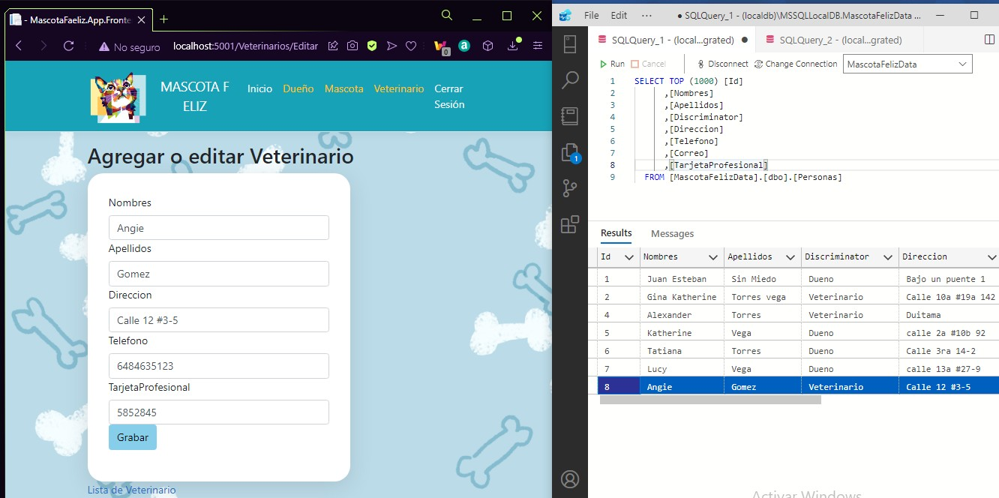 - MascotaFaeliz.App.Fronte
No seguro
localhost:5001/Veterinarios/Editar
0
a
MASCOTA F
ELIZ
Inicio
Dueño
Mascota
Veterinario
Cerrar
Sesión
Agregar o editar Veterinario
Nombres
Angie
Apellidos
Gomez
Direccion
Calle 12 #3-5
Telefono
6484635123
TarjetaProfesional
5852845
Grabar
Lista de Veterinario
File Edit ··· ● SQLQuery_1 - (localdb)\MSSQLLocalDB.MascotaFelizData ...
SQLQuery_1 - (local...grated) ● SQLQuery_2 - (local...grated)
Run Cancel Disconnect Change Connection MascotaFelizData
1 SELECT TOP (1000) [Id]
2 ,[Nombres]
3 ,[Apellidos]
4 ,[Discriminator]
5 ,[Direccion]
6 ,[Telefono]
7 ,[Correo]
8 ,[TarjetaProfesional]
9 FROM [MascotaFelizData].[dbo].[Personas]
1
Results Messages
Id Nombres Apellidos Discriminator Direccion
1 Juan Esteban Sin Miedo Dueno Bajo un puente 1
2 Gina Katherine Torres vega Veterinario Calle 10a #19a 142
4 Alexander Torres Veterinario Duitama
5 Katherine Vega Dueno calle 2a #10b 92
6 Tatiana Torres Dueno Calle 3ra 14-2
7 Lucy Vega Dueno calle 13a #27-9
8 Angie Gomez Veterinario Calle 12 #3-5
Activar Windows